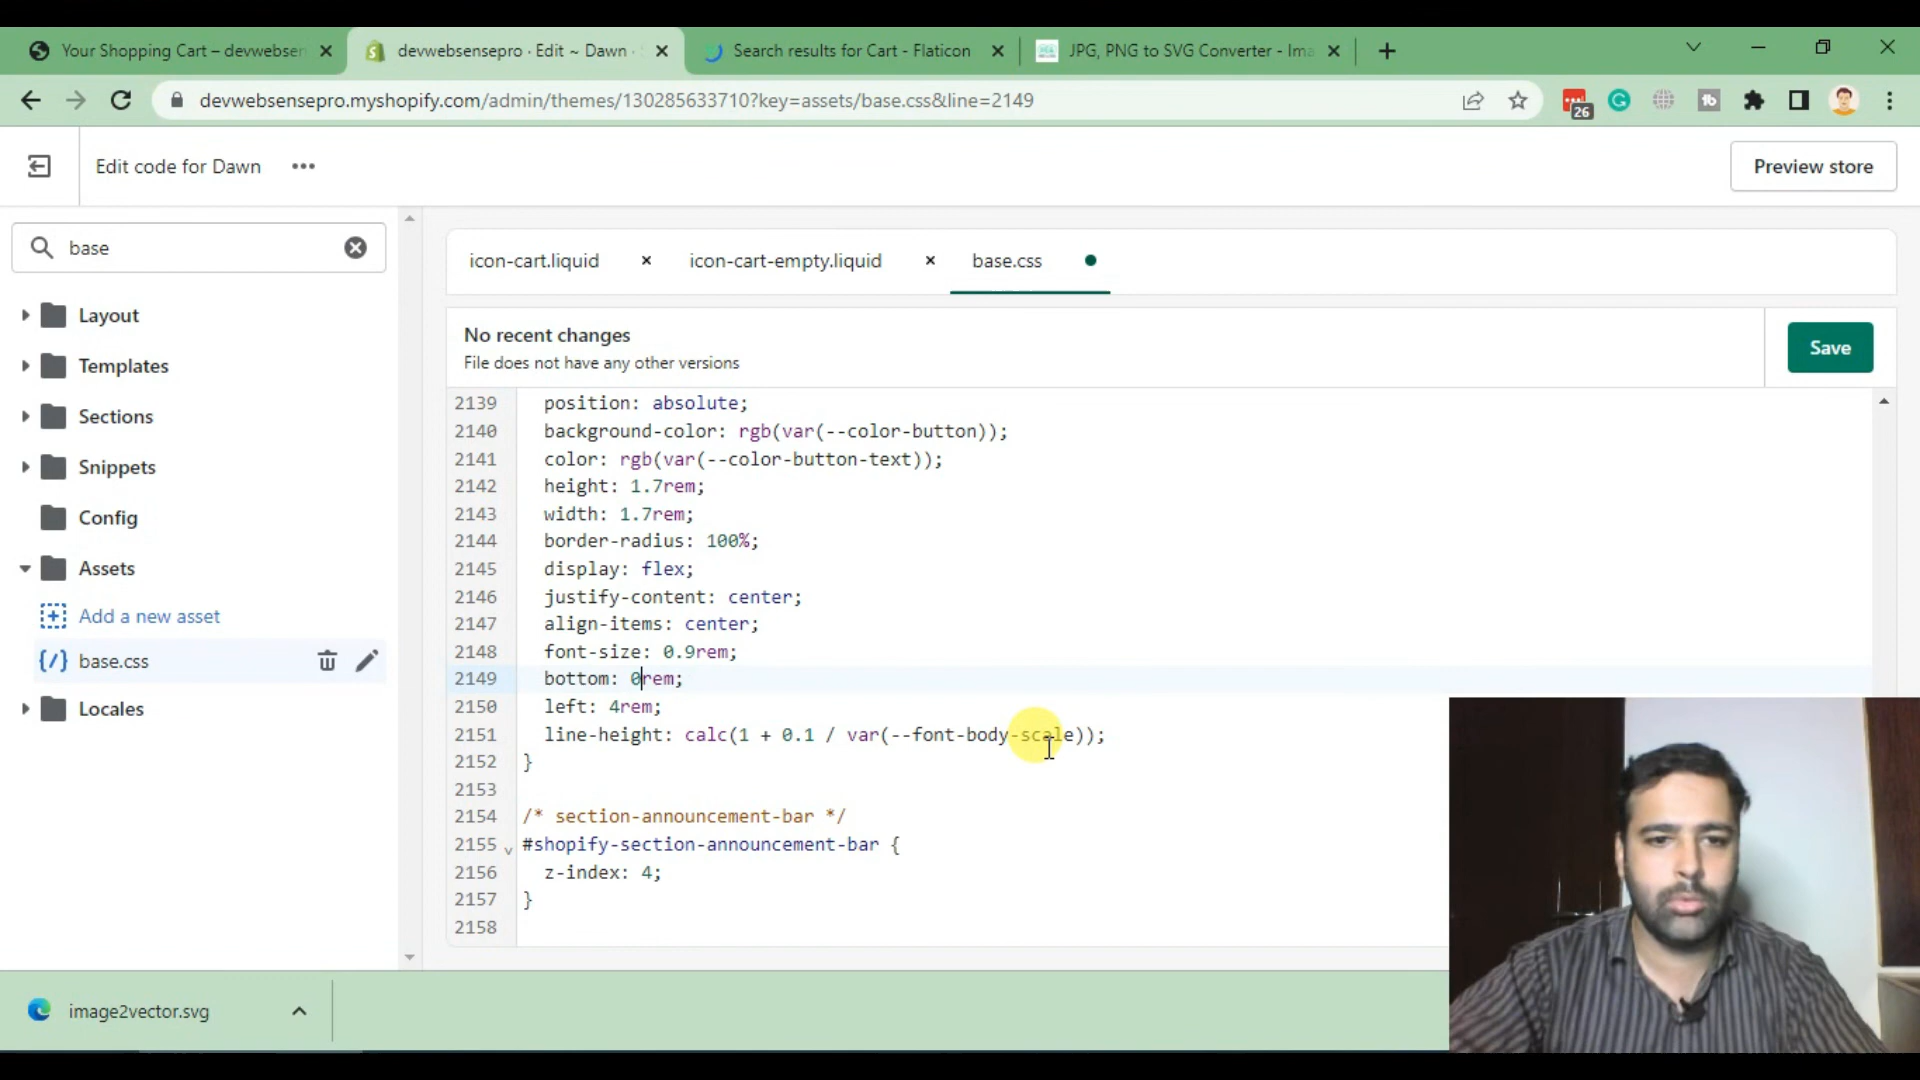 Your Shopping Cart – devwebsen
devwebsensepro · Edit ~ Dawn ·
Search results for Cart - Flaticon
JPG, PNG to SVG Converter - Ima
devwebsensepro.myshopify.com/admin/themes/130285633710?key=assets/base.css&line=2149
26
Edit code for Dawn
Preview store
base
Layout
Templates
Sections
Snippets
Config
Assets
Add a new asset
{/} base.css
Locales
icon-cart.liquid
icon-cart-empty.liquid
base.css
No recent changes
File does not have any other versions
Save
2139 position: absolute;
2140 background-color: rgb(var(--color-button));
2141 color: rgb(var(--color-button-text));
2142 height: 1.7rem;
2143 width: 1.7rem;
2144 border-radius: 100%;
2145 display: flex;
2146 justify-content: center;
2147 align-items: center;
2148 font-size: 0.9rem;
2149 bottom: 0rem;
2150 left: 4rem;
2151 line-height: calc(1 + 0.1 / var(--font-body-scale));
2152 }
2153
2154 /* section-announcement-bar */
2155 #shopify-section-announcement-bar {
2156 z-index: 4;
2157 }
2158
image2vector.svg